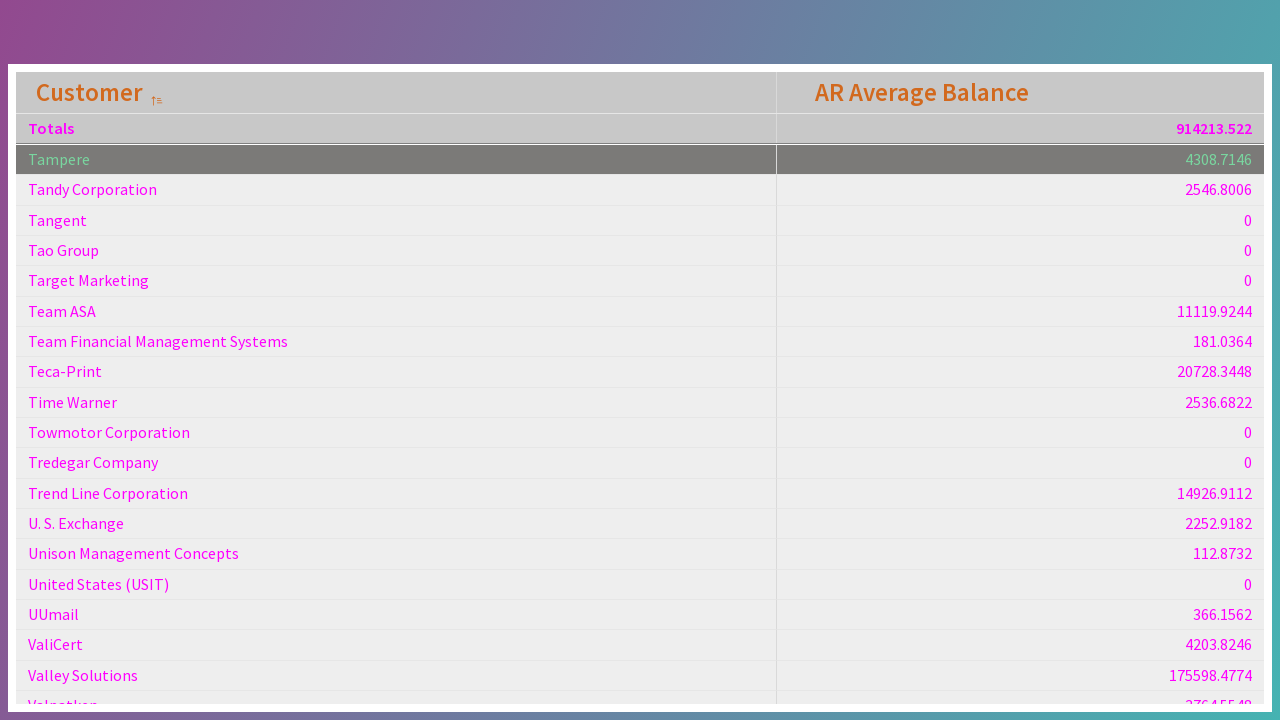 Customer AR Average Balance
Totals 914213.522
Tampere 4308.7146
Tandy Corporation 2546.8006
Tangent 0
Tao Group 0
Target Marketing 0
Team ASA 11119.9244
Team Financial Management Systems 181.0364
Teca-Print 20728.3448
Time Warner 2536.6822
Towmotor Corporation 0
Tredegar Company 0
Trend Line Corporation 14926.9112
U. S. Exchange 2252.9182
Unison Management Concepts 112.8732
United States (USIT) 0
UUmail 366.1562
ValiCert 4203.8246
Valley Solutions 175598.4774